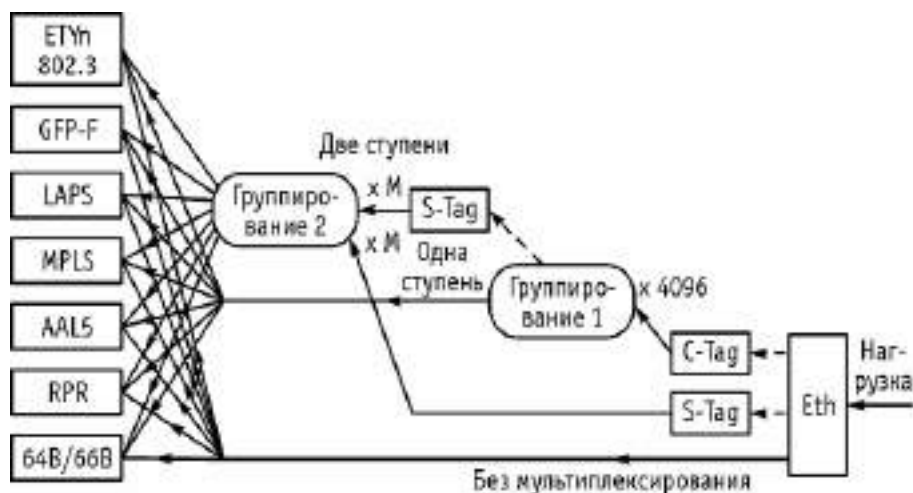 ETYn
802.3
GFP-F
LAPS
MPLS
AAL5
RPR
64B/66B
Две ступени
Группиро-
вание 2
x M
S-Tag
x M
Одна
ступень
Группиро-
вание 1
x 4096
C-Tag
S-Tag
Eth
Наг-
рузка
Без мультиплексирования